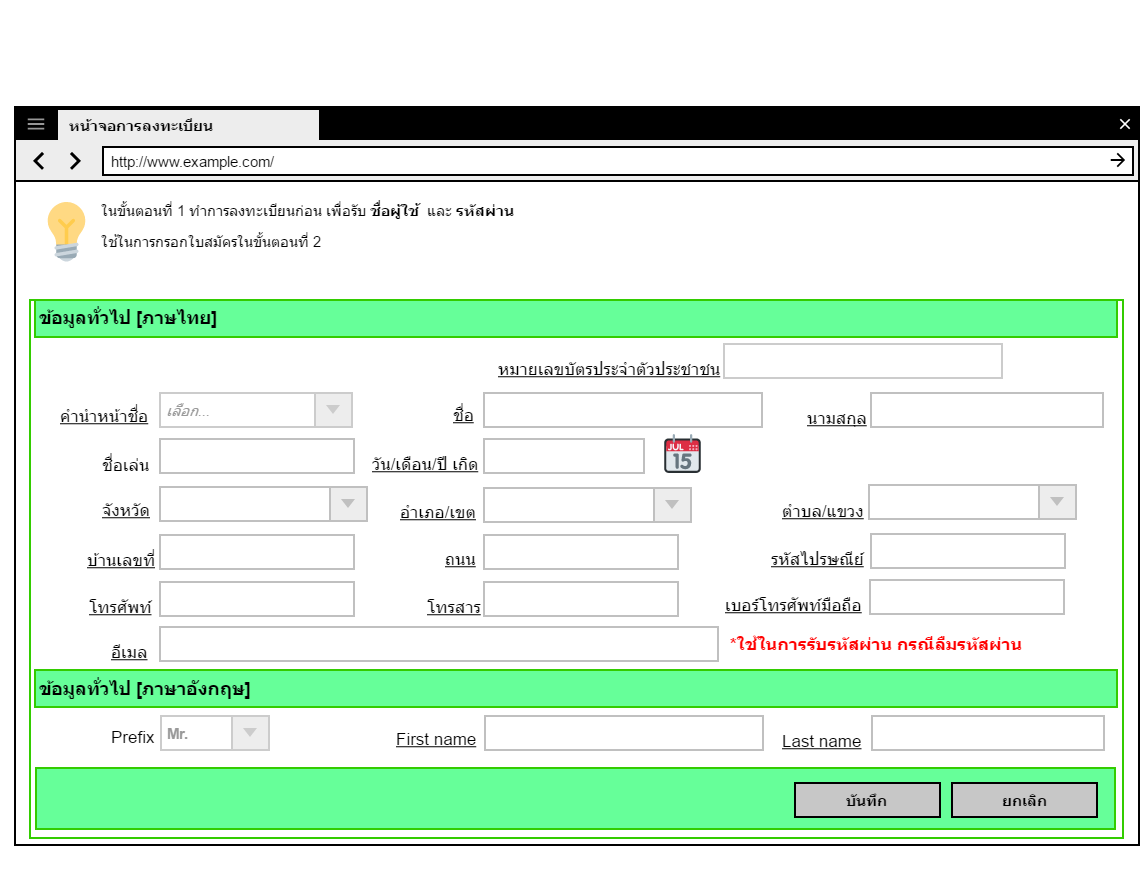 หน้าจอการลงทะเบียน
http://www.example.com/
ในขั้นตอนที่ 1 ทำการลงทะเบียนก่อน เพื่อรับ ชื่อผู้ใช้ และ รหัสผ่าน
ใช้ในการกรอกใบสมัครในขั้นตอนที่ 2
ข้อมูลทั่วไป [ภาษไทย]
หมายเลขบัตรประจำตัวประชาชน
คำนำหน้าชื่อ เลือก... ชื่อ นามสกล
ชื่อเล่น วัน/เดือน/ปี เกิด JUL 15
จังหวัด อำเภอ/เขต ตำบล/แขวง
บ้านเลขที่ ถนน รหัสไปรษณีย์
โทรศัพท์ โทรสาร เบอร์โทรศัพท์มือถือ
อีเมล *ใช้ในการรับรหัสผ่าน กรณีลืมรหัสผ่าน
ข้อมูลทั่วไป [ภาษาอังกฤษ]
Prefix Mr. First name Last name
บันทึก ยกเลิก